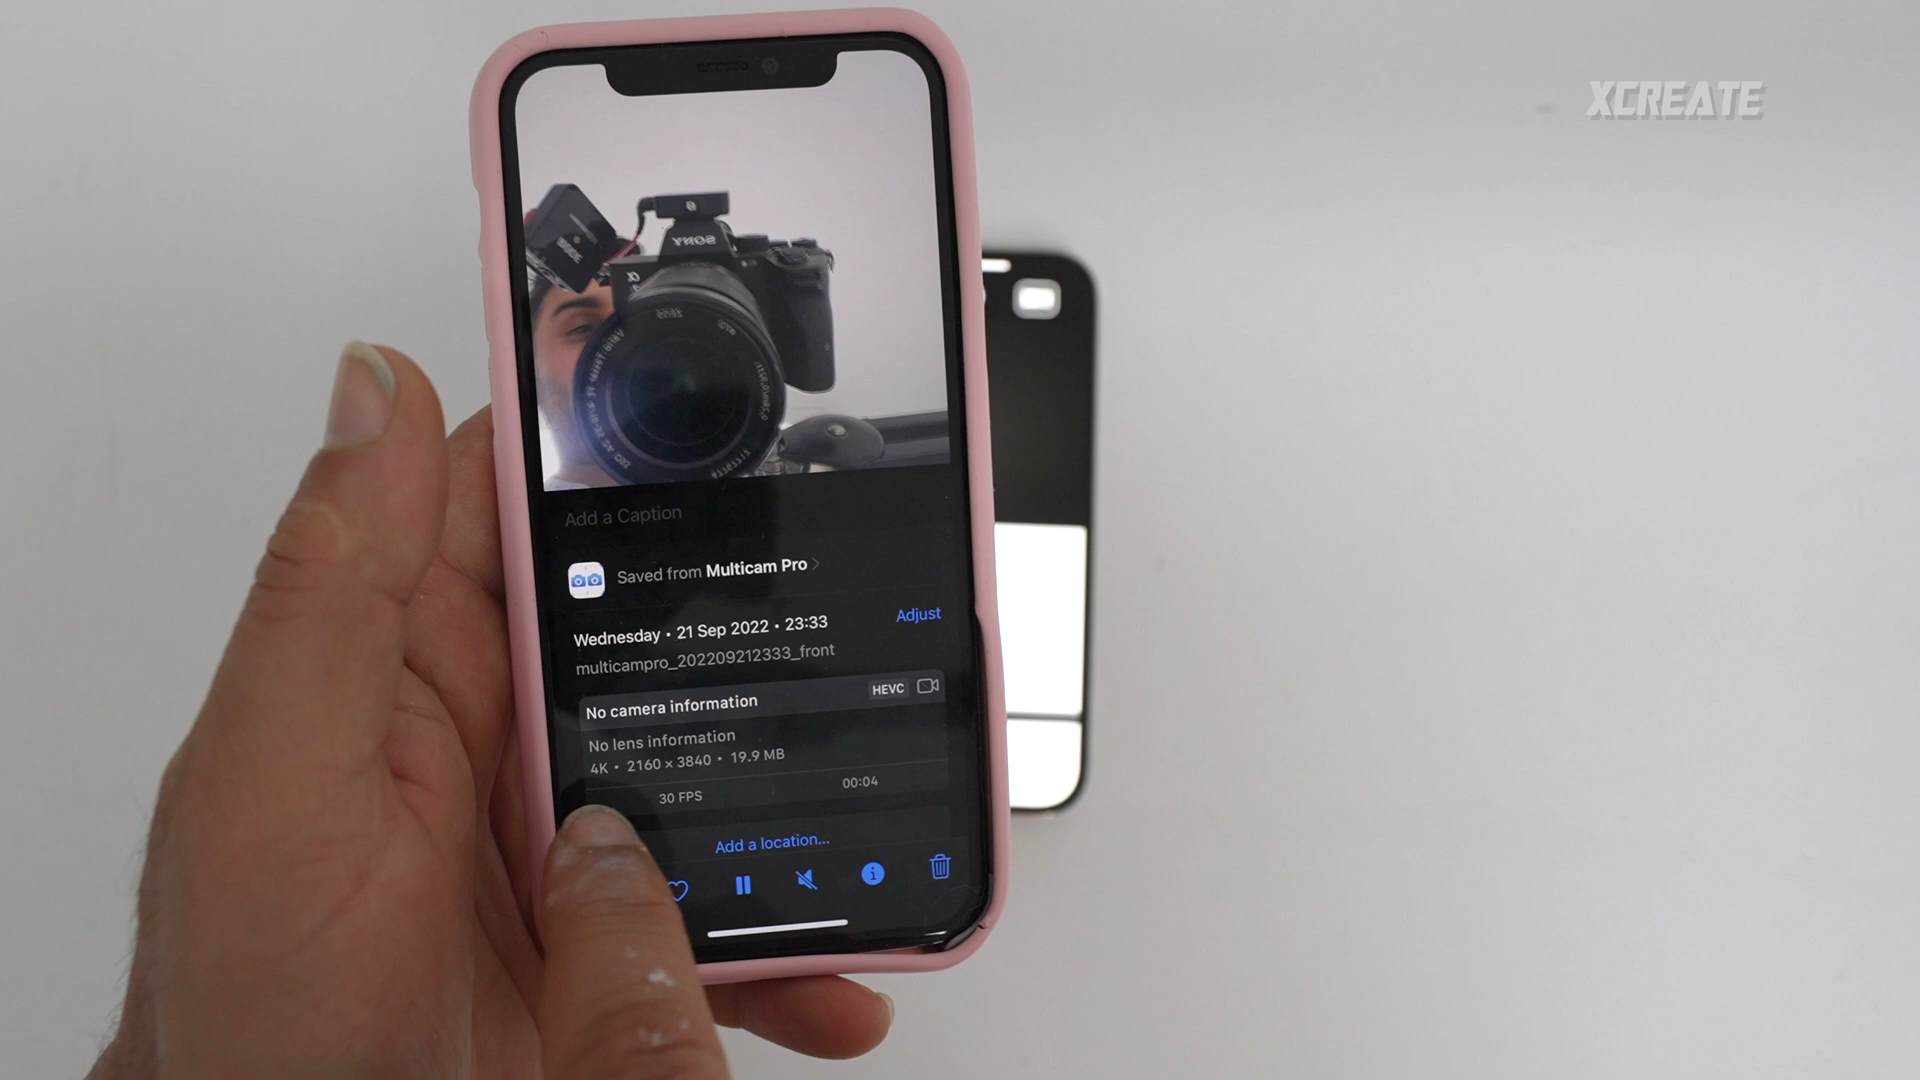 XCREATE
SONY
Add a Caption
Saved from Multicam Pro >
Wednesday • 21 Sep 2022 • 23:33
Adjust
multicampro_202209212333_front
No camera information
HEVC
No lens information
4K • 2160 × 3840 • 19.9 MB
30 FPS
00:04
Add a location...